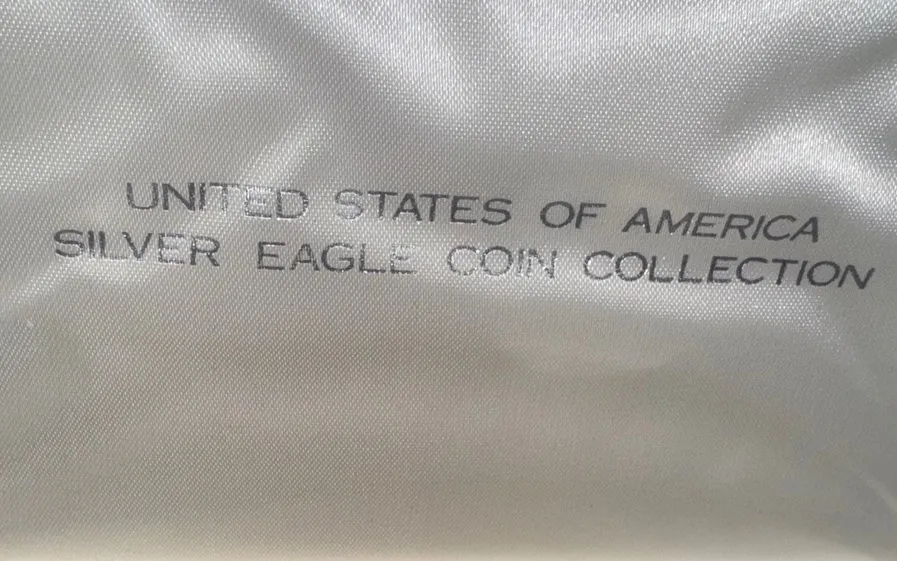 UNITED STATES OF AMERICA
SILVER EAGLE COIN COLLECTION